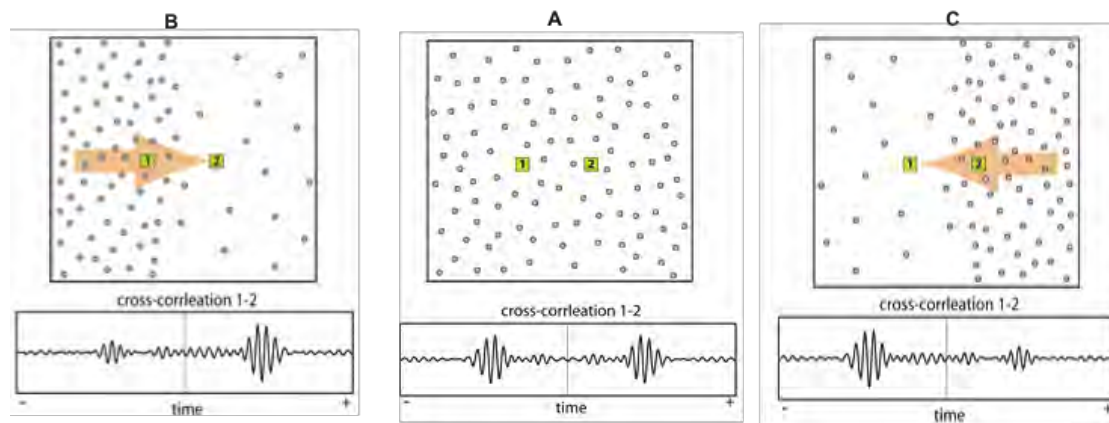 B
1 2
cross-corrleation 1-2
- time +
A
1 2
cross-corrleation 1-2
- time +
C
1 2
cross-corrleation 1-2
- time +